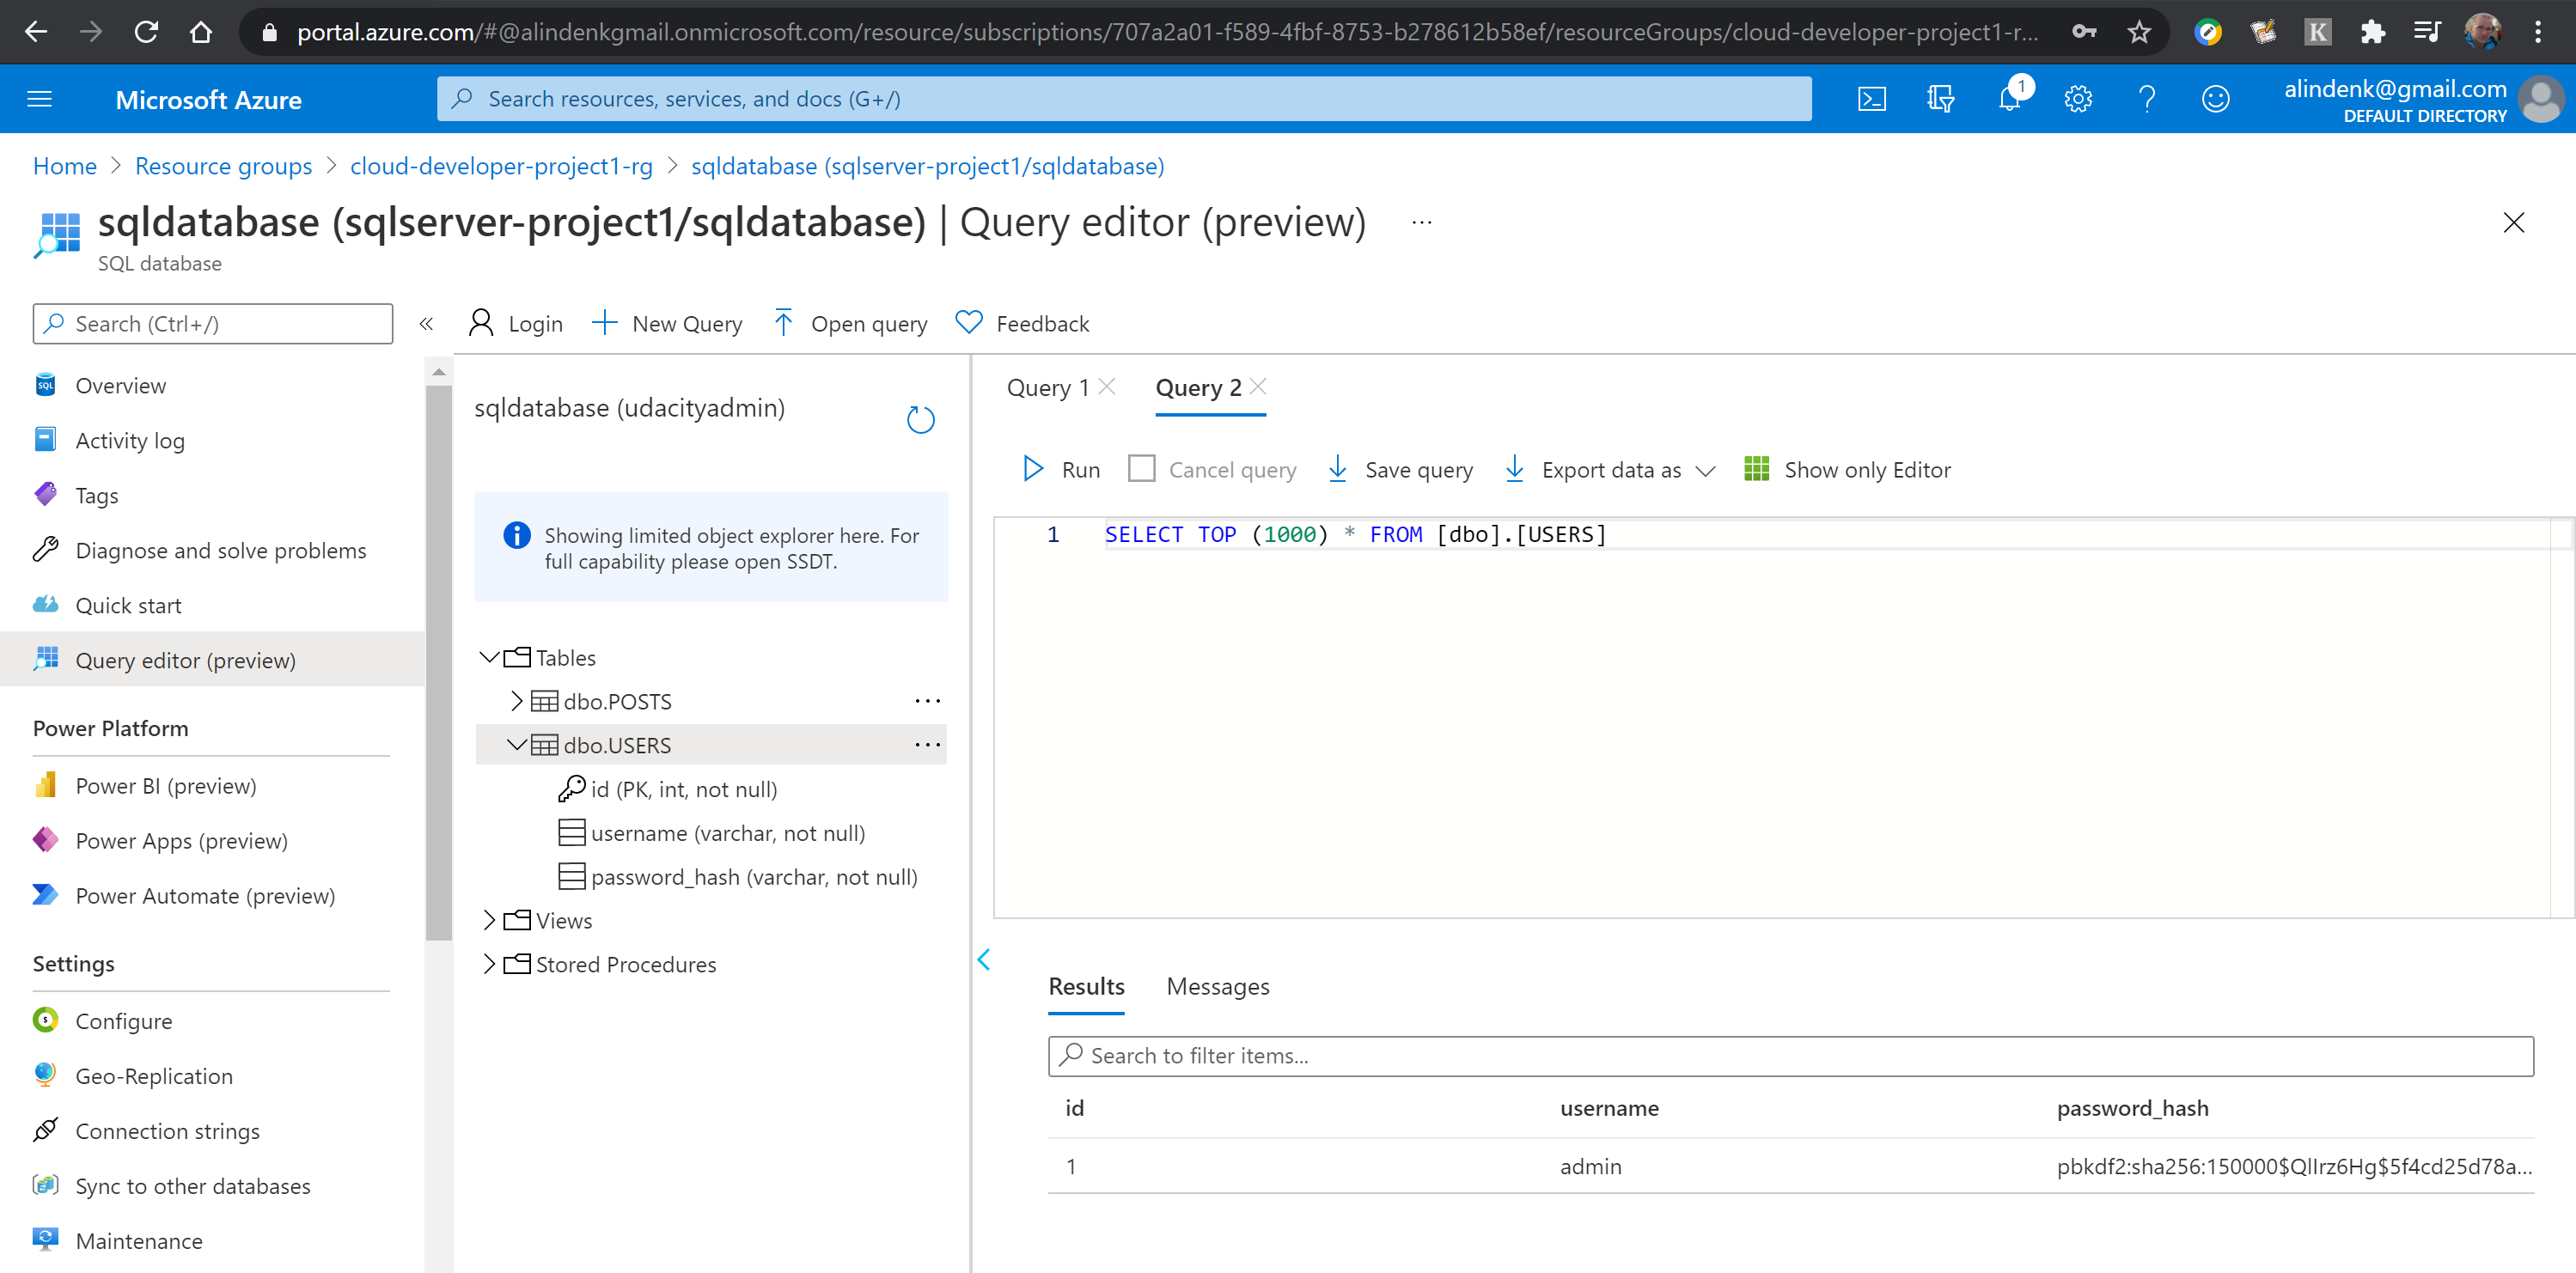 portal.azure.com/#@alindenkgmail.onmicrosoft.com/resource/subscriptions/707a2a01-f589-4fbf-8753-b278612b58ef/resourceGroups/cloud-developer-project1-r...
K
Microsoft Azure
Search resources, services, and docs (G+/)
1
alindenk@gmail.com
DEFAULT DIRECTORY
Home > Resource groups > cloud-developer-project1-rg > sqldatabase (sqlserver-project1/sqldatabase)
sqldatabase (sqlserver-project1/sqldatabase) | Query editor (preview) ...
SQL database
Search (Ctrl+/)
«
Login
New Query
Open query
Feedback
SQL Overview
Activity log
Tags
Diagnose and solve problems
Quick start
Query editor (preview)
Power Platform
Power BI (preview)
Power Apps (preview)
Power Automate (preview)
Settings
Configure
Geo-Replication
Connection strings
Sync to other databases
Maintenance
sqldatabase (udacityadmin)
Showing limited object explorer here. For
full capability please open SSDT.
Tables
dbo.POSTS ...
dbo.USERS ...
id (PK, int, not null)
username (varchar, not null)
password_hash (varchar, not null)
Views
Stored Procedures
Query 1
Query 2
Run
Cancel query
Save query
Export data as
Show only Editor
1 SELECT TOP (1000) * FROM [dbo].[USERS]
Results
Messages
Search to filter items...
id username password_hash
1 admin pbkdf2:sha256:150000$QlIrz6Hg$5f4cd25d78a...